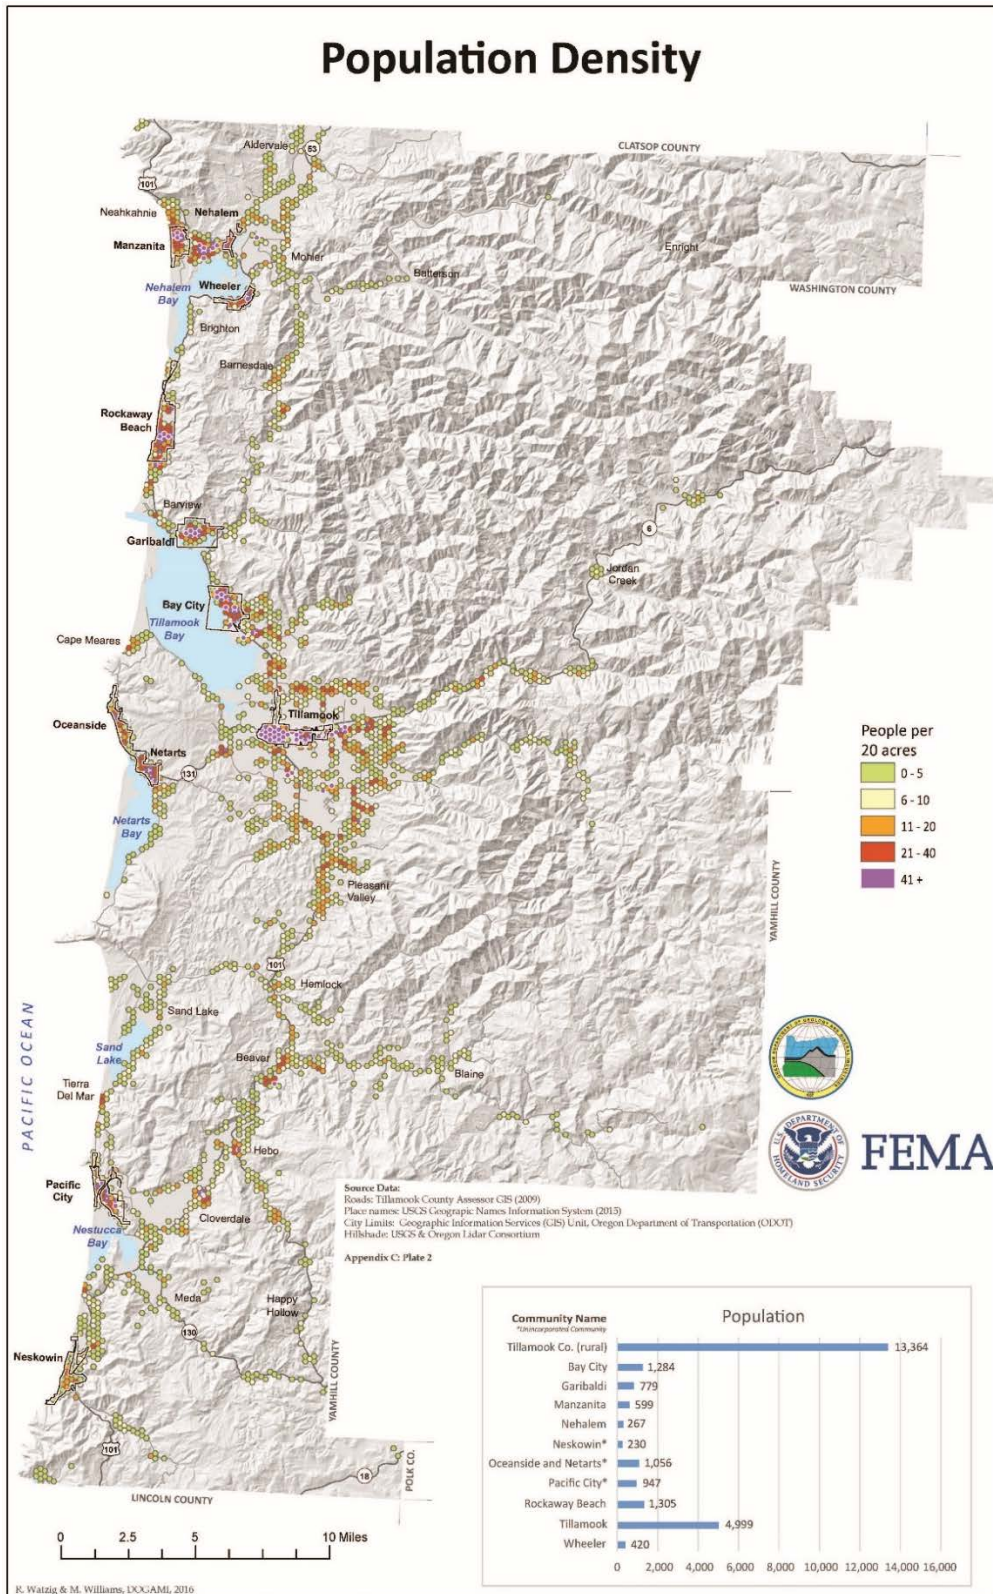 Population Density
CLATSOP COUNTY
Aldervale
53
101
Neahkahnie
Nehalem
Manzanita
Mohler
Enright
Batterson
WASHINGTON COUNTY
Nehalem
Bay
Wheeler
Brighton
Barnesdale
Rockaway
Beach
Barview
Garibaldi
6
Jordan
Creek
Bay City
Tillamook
Bay
Cape Meares
Oceanside
Tillamook
Netarts
131
Netarts
Bay
People per
20 acres
0 - 5
6 - 10
11 - 20
21 - 40
41 +
Pleasant
Valley
YAMHILL COUNTY
101
Hemlock
Sand Lake
PACIFIC OCEAN
Sand
Lake
Beaver
Blaine
Tierra
Del Mar
Hebo
U.S. DEPARTMENT OF
HOMELAND SECURITY
FEMA
Pacific
City
Cloverdale
Nestucca
Bay
Source Data:
Roads: Tillamook County Assessor GIS (2009)
Place names: USGS Geograpic Names Information System (2015)
City Limits: Geographic Information Services (GIS) Unit, Oregon Department of Transportation (ODOT)
Hillshade: USGS & Oregon Lidar Consortium
Appendix C: Plate 2
Meda
Happy
Hollow
130
YAMHILL COUNTY
Neskowin
101
18
POLK CO.
LINCOLN COUNTY
0 2.5 5 10 Miles
R. Watzig & M. Williams, DOGAMI, 2016
Community Name
*Unincorporated Community
Population
Tillamook Co. (rural) 13,364
Bay City 1,284
Garibaldi 779
Manzanita 599
Nehalem 267
Neskowin* 230
Oceanside and Netarts* 1,056
Pacific City* 947
Rockaway Beach 1,305
Tillamook 4,999
Wheeler 420
0 2,000 4,000 6,000 8,000 10,000 12,000 14,000 16,000